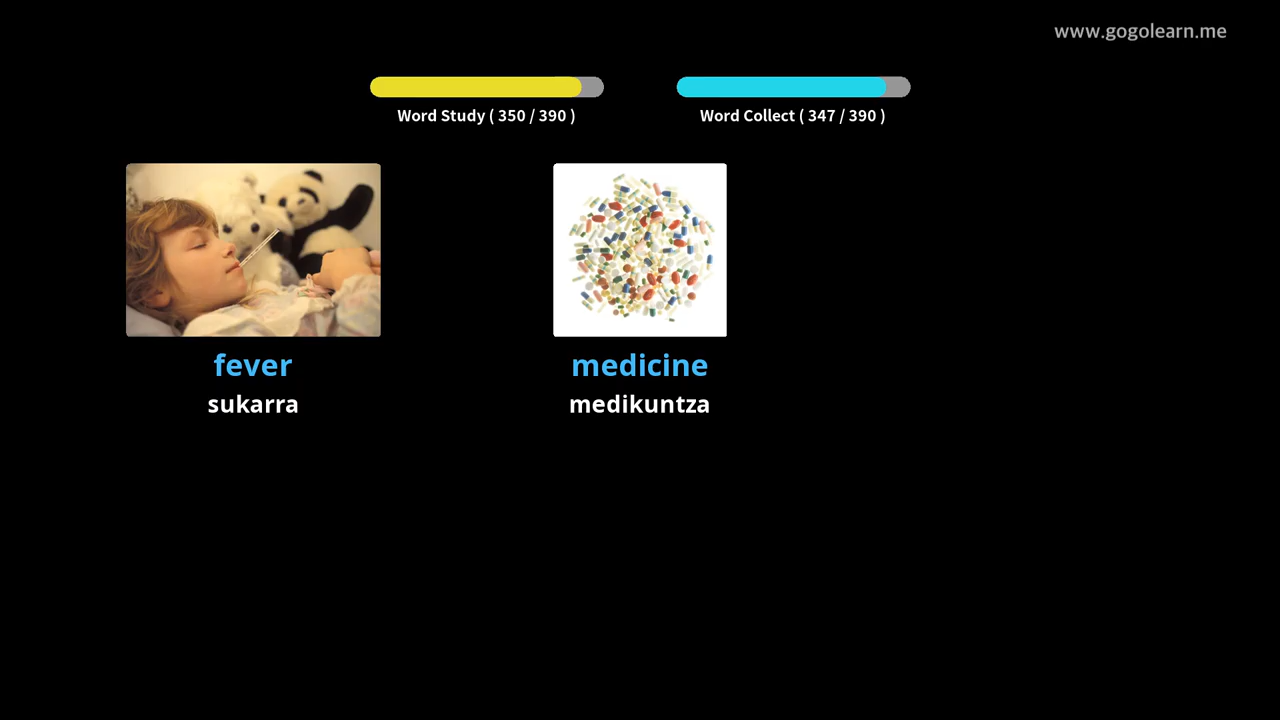 www.gogolearn.me
Word Study ( 350 / 390 )
Word Collect ( 347 / 390 )
fever
sukarra
medicine
medikuntza